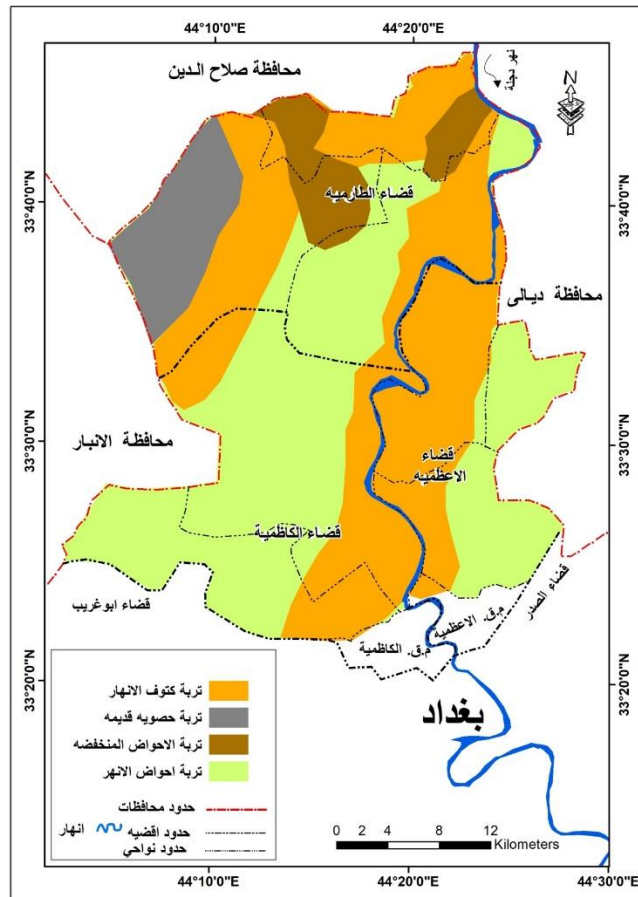 44°10'0"E
44°20'0"E
محافظة صلاح الدين
نهر دجلة
N
33°40'0"N
33°40'0"N
قضاء الطارميه
محافظة ديالى
33°30'0"N
33°30'0"N
محافظة الانبار
قضاء
الاعظميه
قضاء الكاظمية
قضاء ابوغريب
قضاء الصدر
م.ق. الاعظمية
م.ق. الكاظمية
33°20'0"N
33°20'0"N
بغداد
تربة كتوف الانهار
تربة حصويه قديمه
تربة الاحواض المنخفضه
تربة احواض الانهر
حدود محافظات
حدود اقضيه
انهار
حدود نواحي
0 2 4 8 12
Kilometers
44°10'0"E
44°20'0"E
44°30'0"E